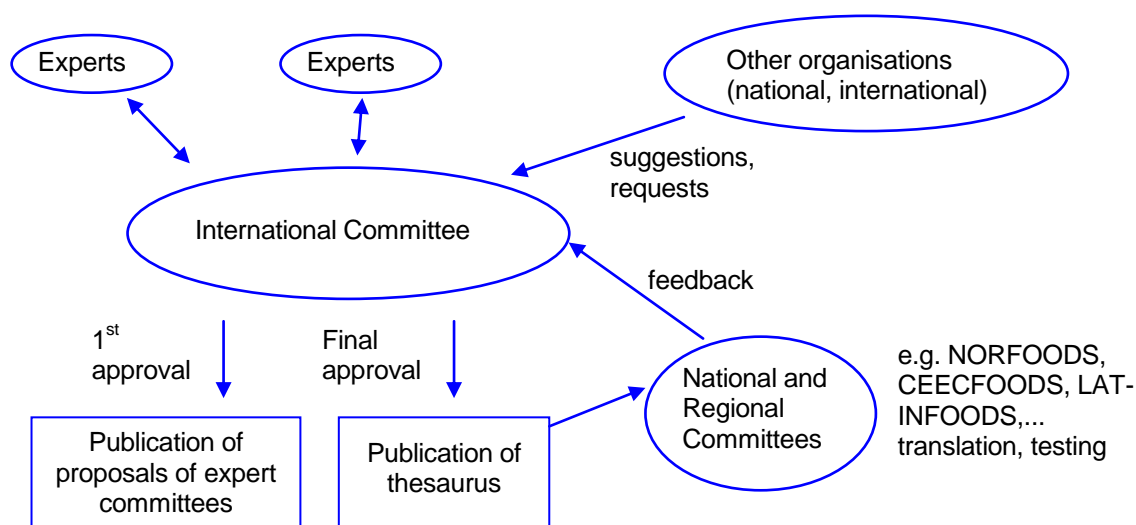 Experts
Experts
Other organisations
(national, international)
suggestions,
requests
International Committee
feedback
1st
approval
Final
approval
National and
Regional
Committees
e.g. NORFOODS,
CEECFOODS, LAT-
INFOODS,...
translation, testing
Publication of
proposals of expert
committees
Publication of
thesaurus